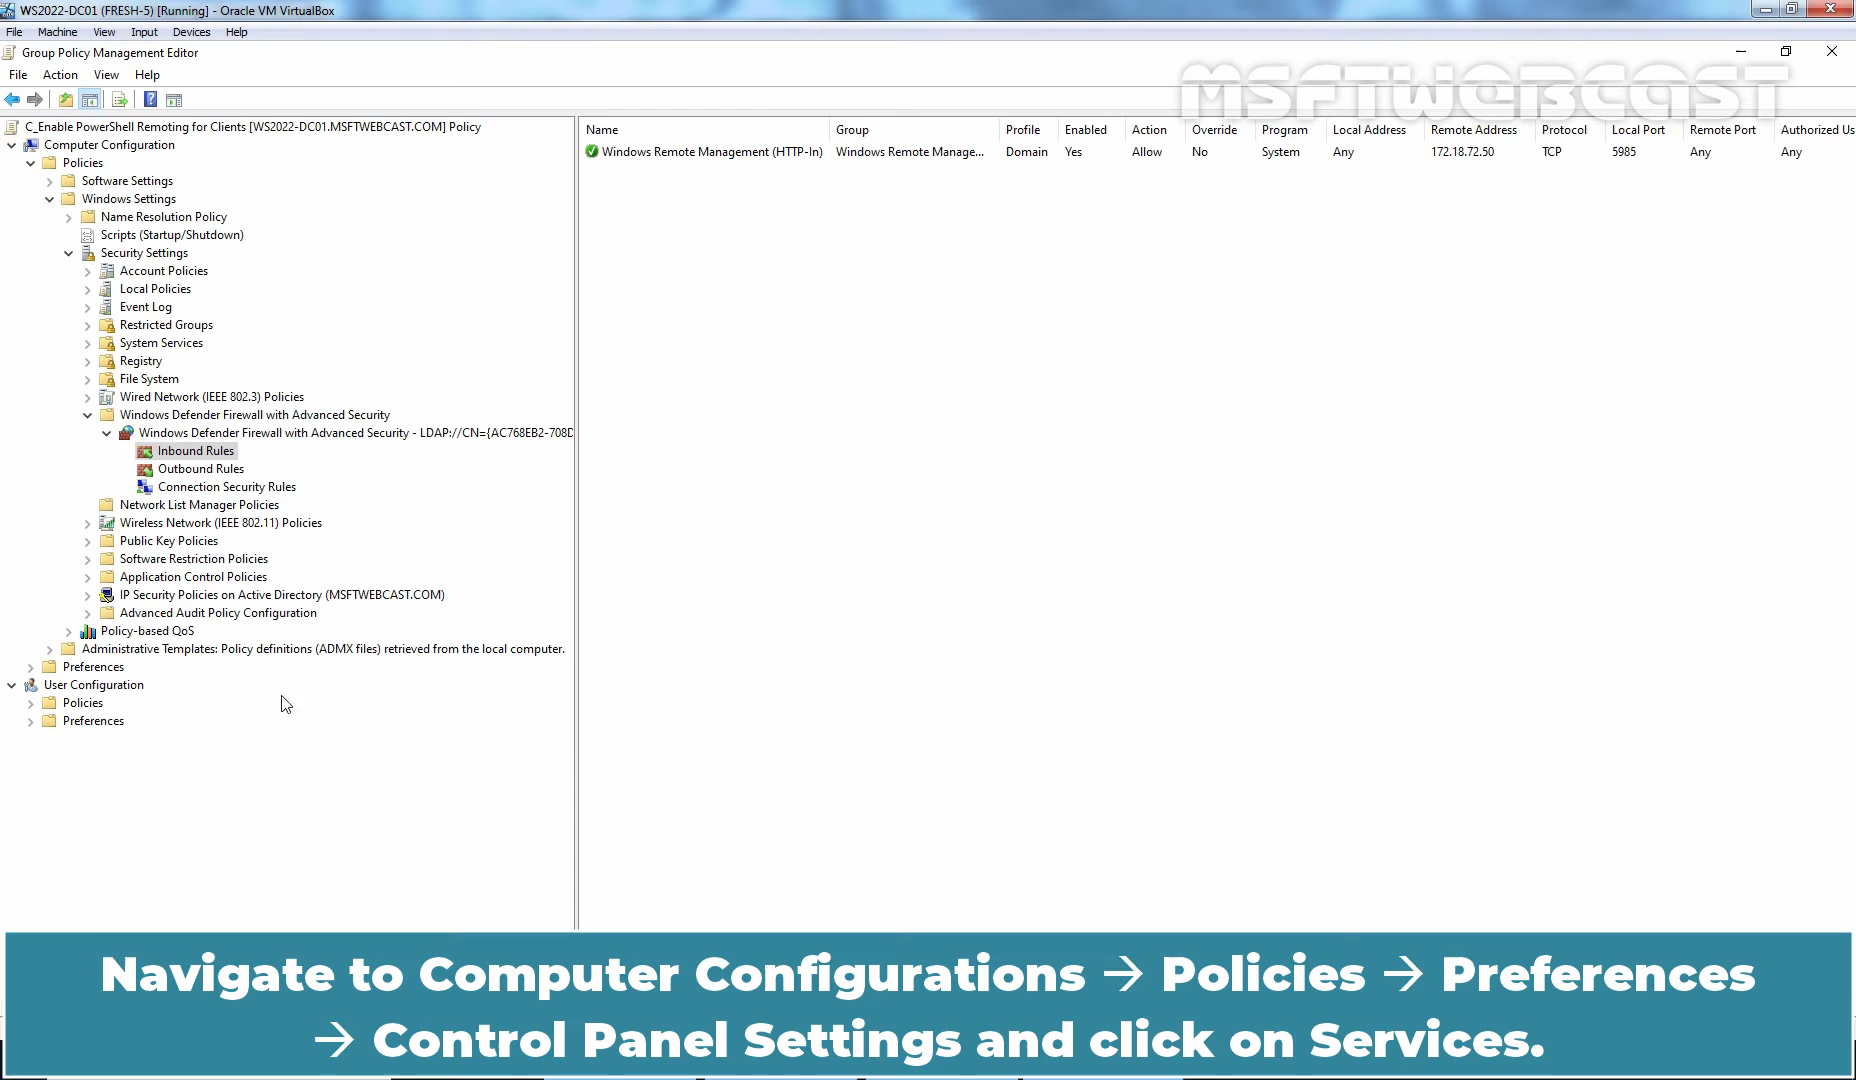 WS2022-DC01 (FRESH-5) [Running] - Oracle VM VirtualBox
File Machine View Input Devices Help
Group Policy Management Editor
File Action View Help
MSFTWEBCAST
C_Enable PowerShell Remoting for Clients [WS2022-DC01.MSFTWEBCAST.COM] Policy
Computer Configuration
Policies
Software Settings
Windows Settings
Name Resolution Policy
Scripts (Startup/Shutdown)
Security Settings
Account Policies
Local Policies
Event Log
Restricted Groups
System Services
Registry
File System
Wired Network (IEEE 802.3) Policies
Windows Defender Firewall with Advanced Security
Windows Defender Firewall with Advanced Security - LDAP://CN={AC768EB2-708D
Inbound Rules
Outbound Rules
Connection Security Rules
Network List Manager Policies
Wireless Network (IEEE 802.11) Policies
Public Key Policies
Software Restriction Policies
Application Control Policies
IP Security Policies on Active Directory (MSFTWEBCAST.COM)
Advanced Audit Policy Configuration
Policy-based QoS
Administrative Templates: Policy definitions (ADMX files) retrieved from the local computer.
Preferences
User Configuration
Policies
Preferences
Name Group Profile Enabled Action Override Program Local Address Remote Address Protocol Local Port Remote Port Authorized Us
Windows Remote Management (HTTP-In) Windows Remote Manage... Domain Yes Allow No System Any 172.18.72.50 TCP 5985 Any Any
Navigate to Computer Configurations → Policies → Preferences
→ Control Panel Settings and click on Services.